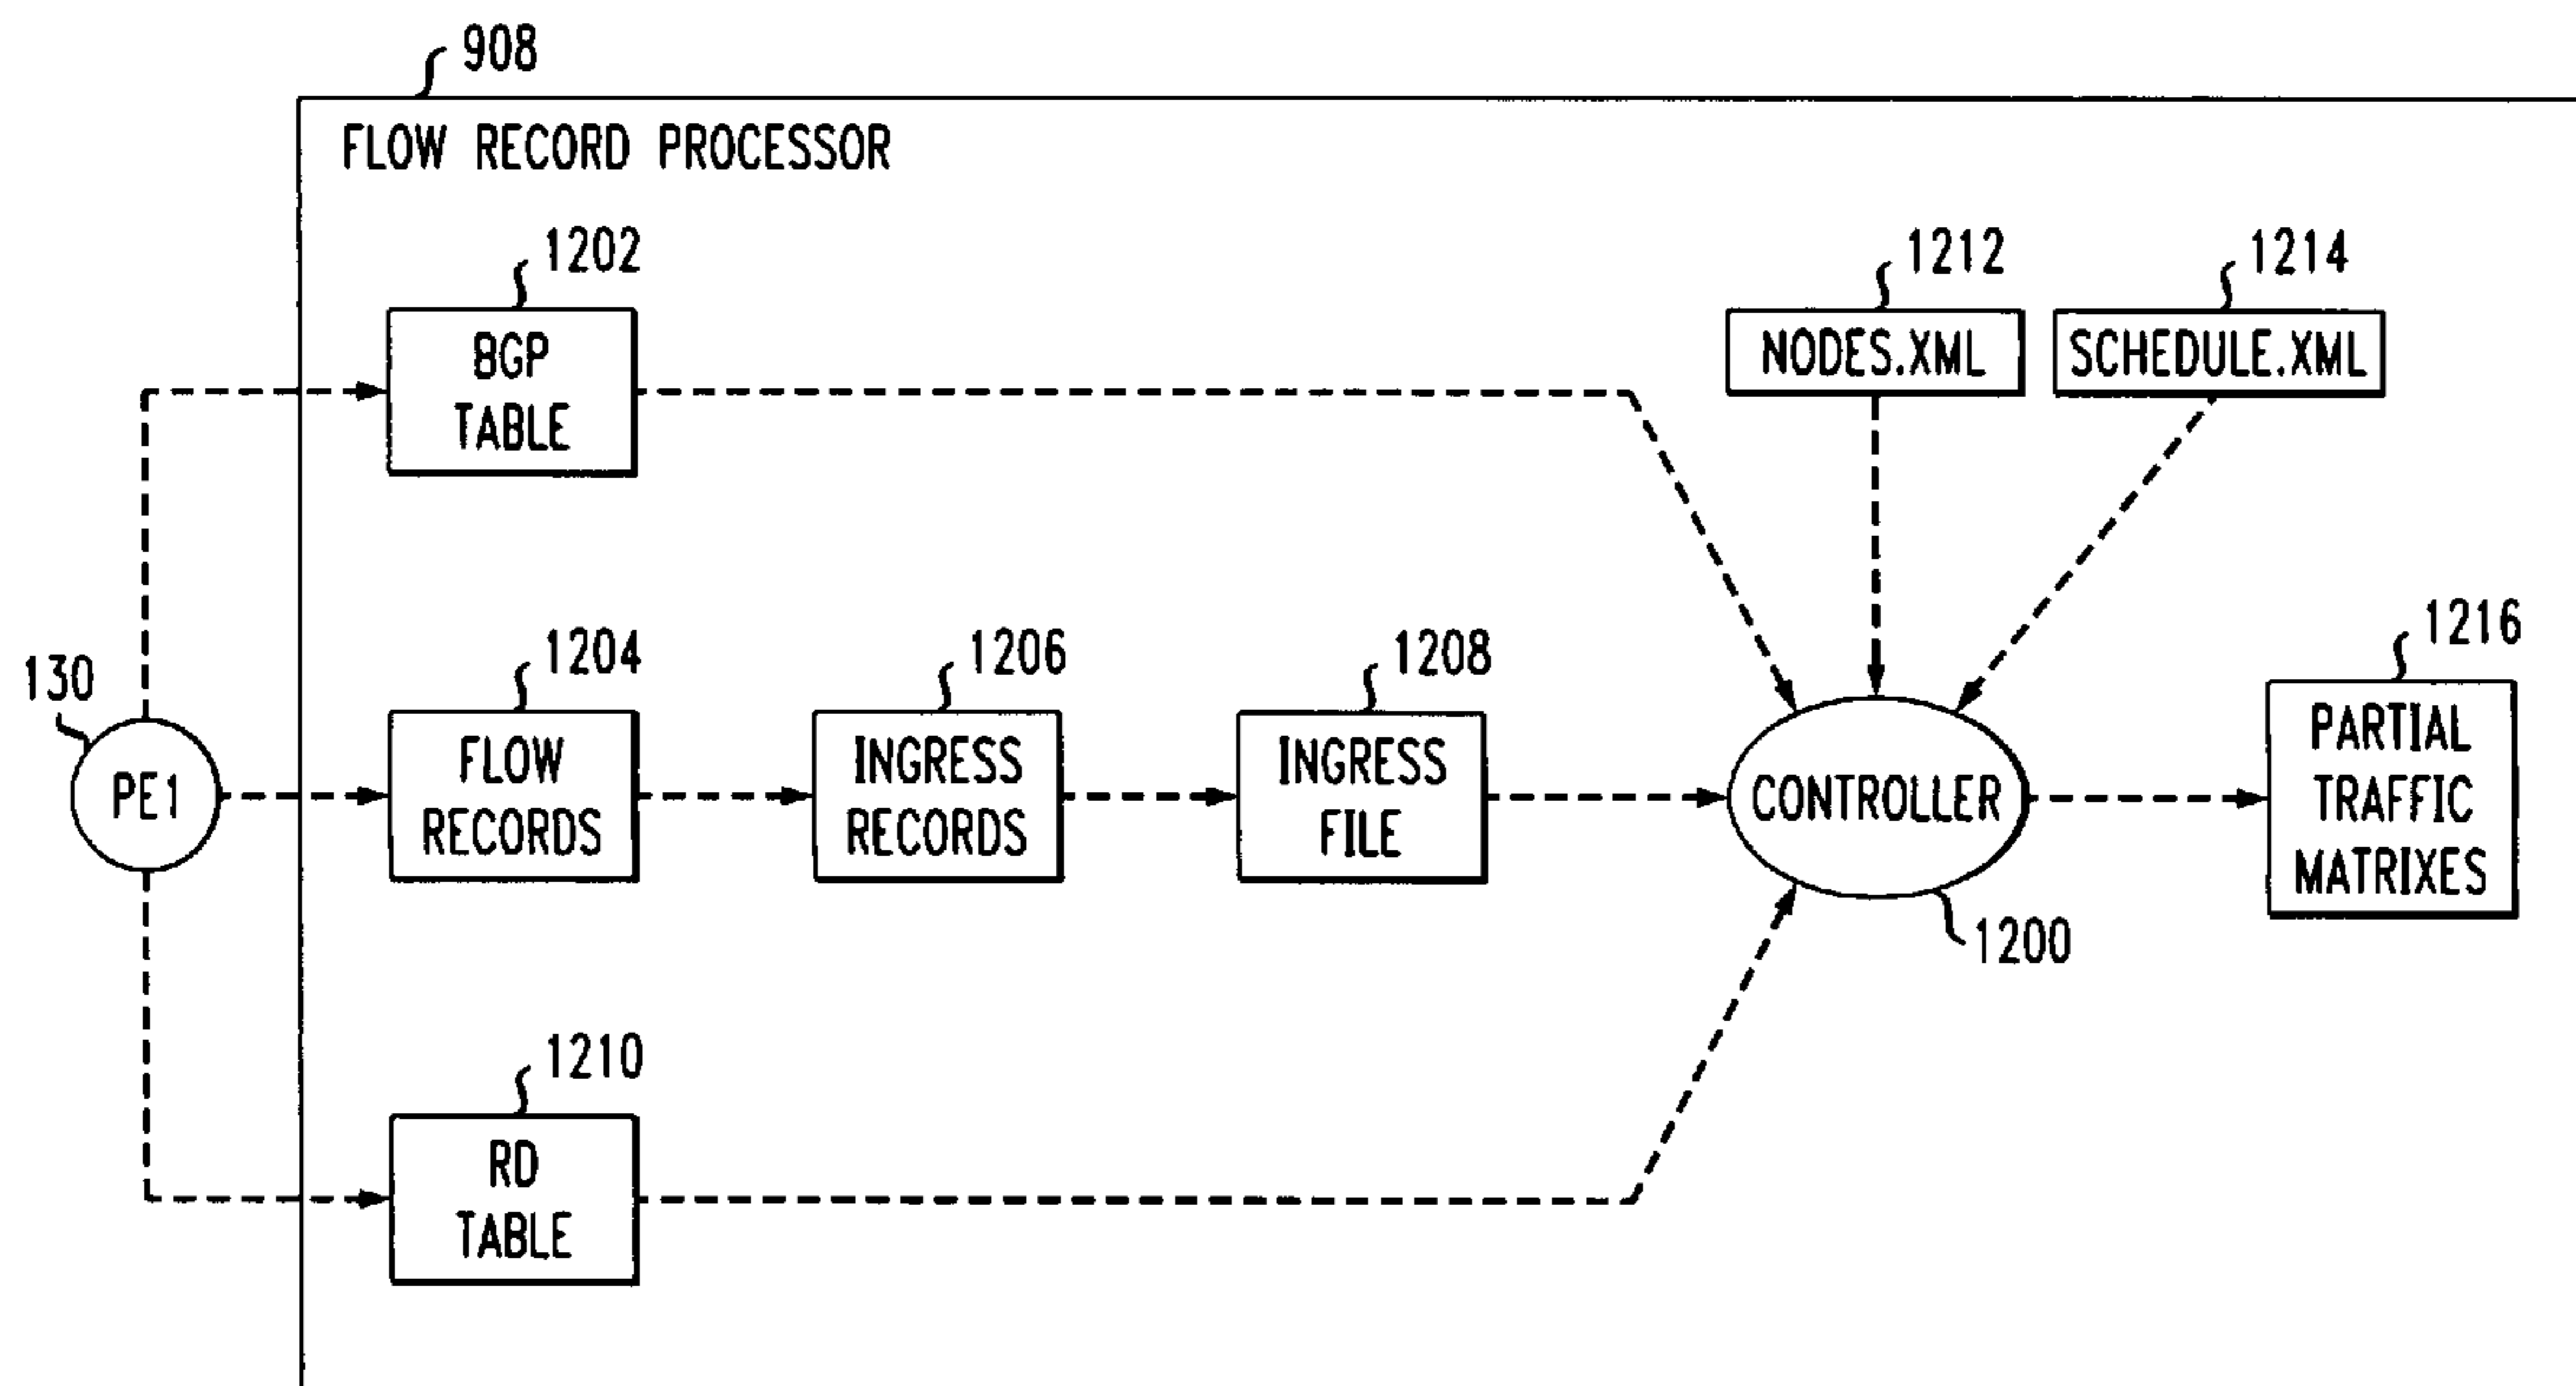 908
FLOW RECORD PROCESSOR
1202
BGP
TABLE
1212
NODES.XML
1214
SCHEDULE.XML
130
PE1
1204
FLOW
RECORDS
1206
INGRESS
RECORDS
1208
INGRESS
FILE
CONTROLLER
1200
1216
PARTIAL
TRAFFIC
MATRIXES
1210
RD
TABLE